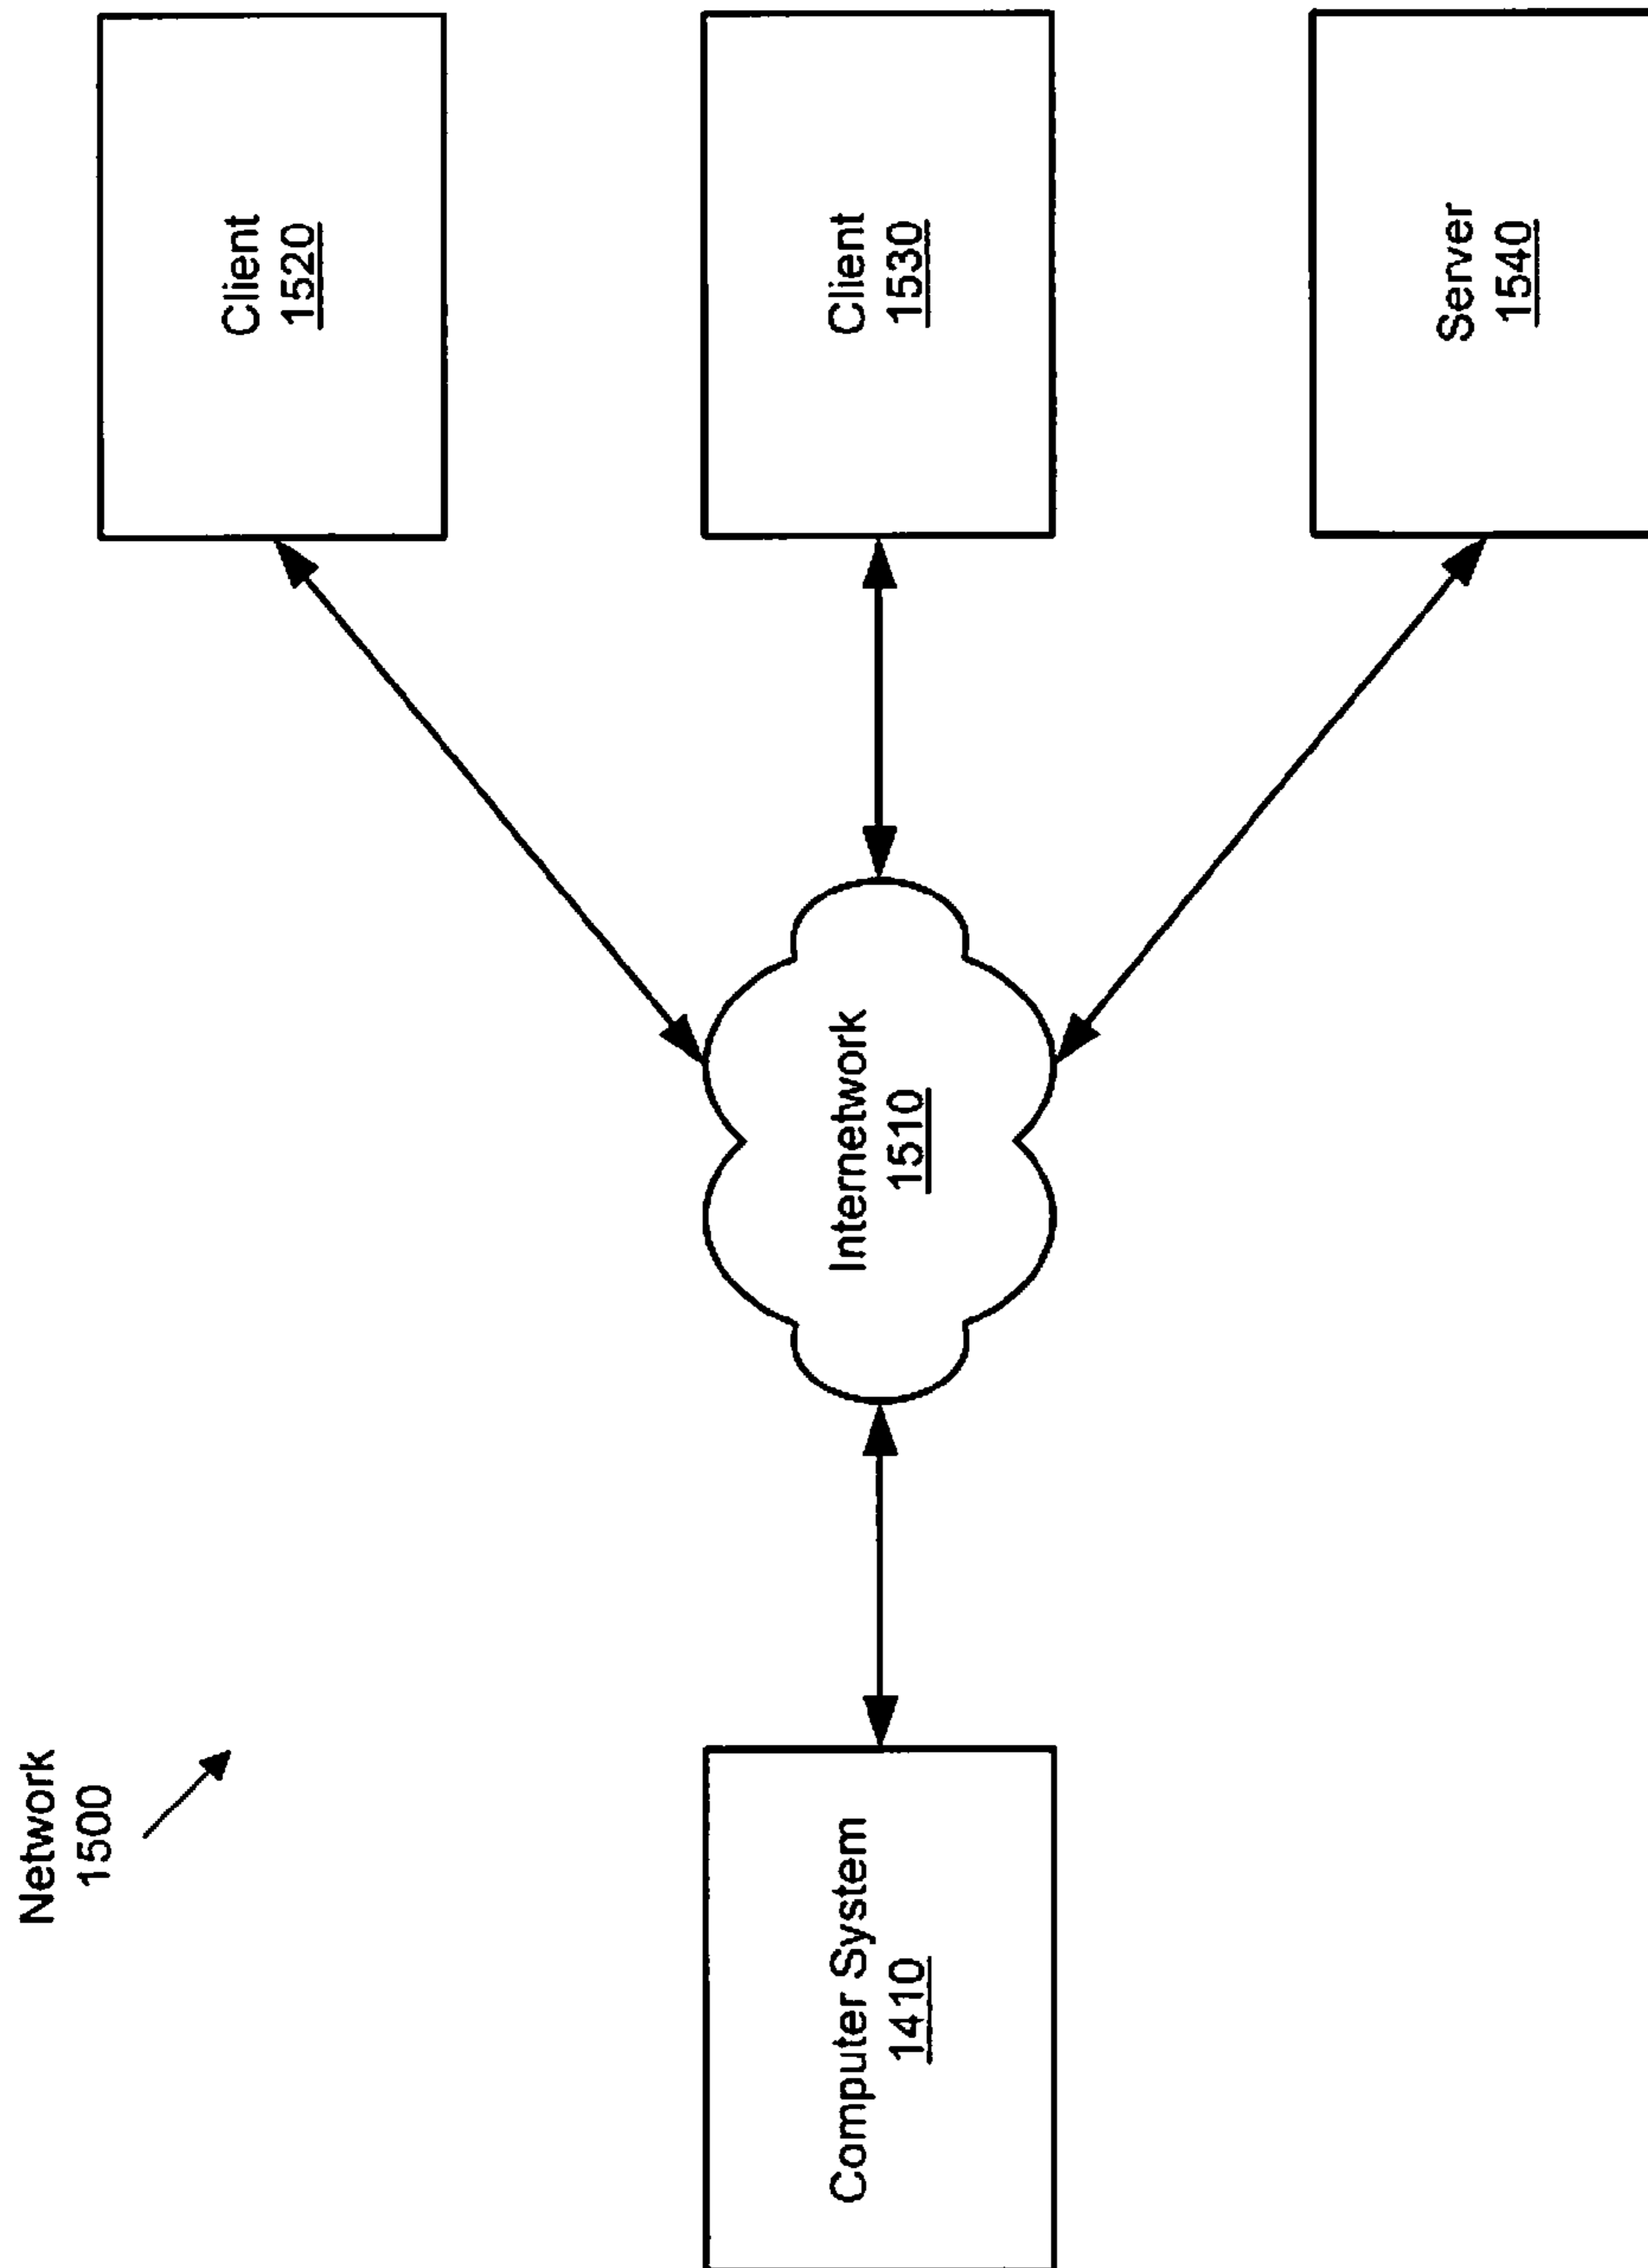 Network
1500
Client
1520
Computer System
1410
Internetwork
1510
Client
1530
Server
1540